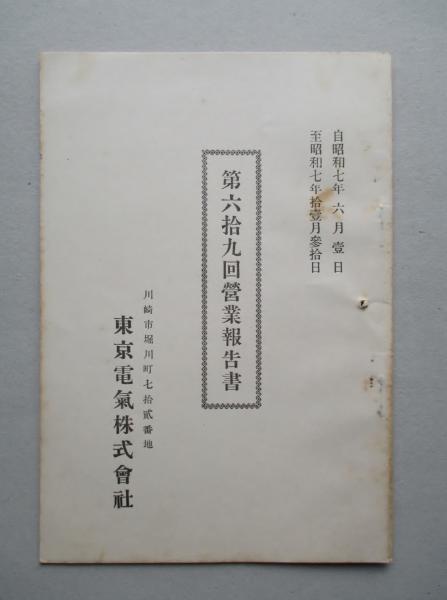 自昭和七年六月壹日
至昭和七年拾壹月參拾日
第六拾九回營業報告書
川崎市堀川町七拾貳番地
東京電氣株式會社